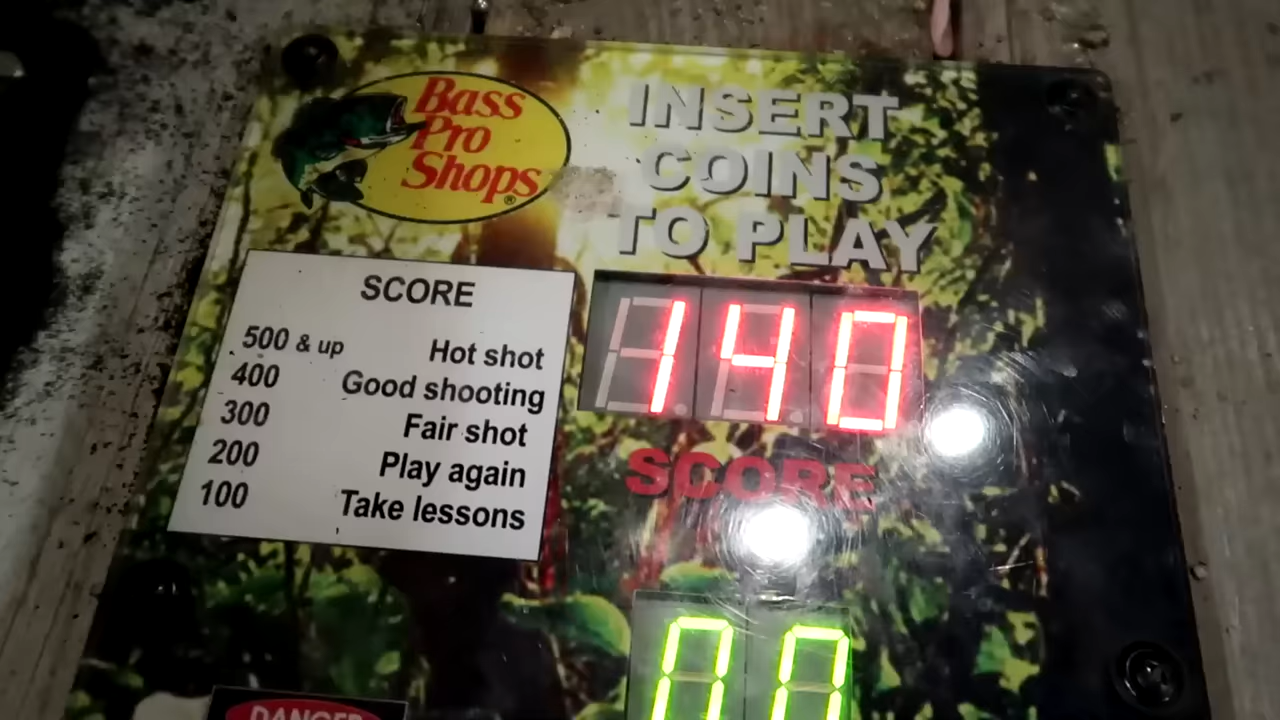 Bass
Pro
Shops®
INSERT
COINS
TO PLAY
SCORE
500 & up Hot shot
400 Good shooting
300 Fair shot
200 Play again
100 Take lessons
140
SCORE
00
DANGER